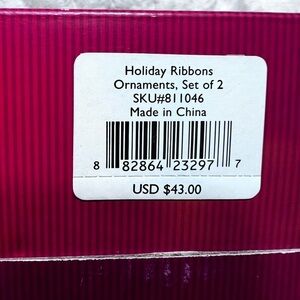 Holiday Ribbons
Ornaments, Set of 2
SKU#811046
Made in China
8 82864 23297 7
USD $43.00